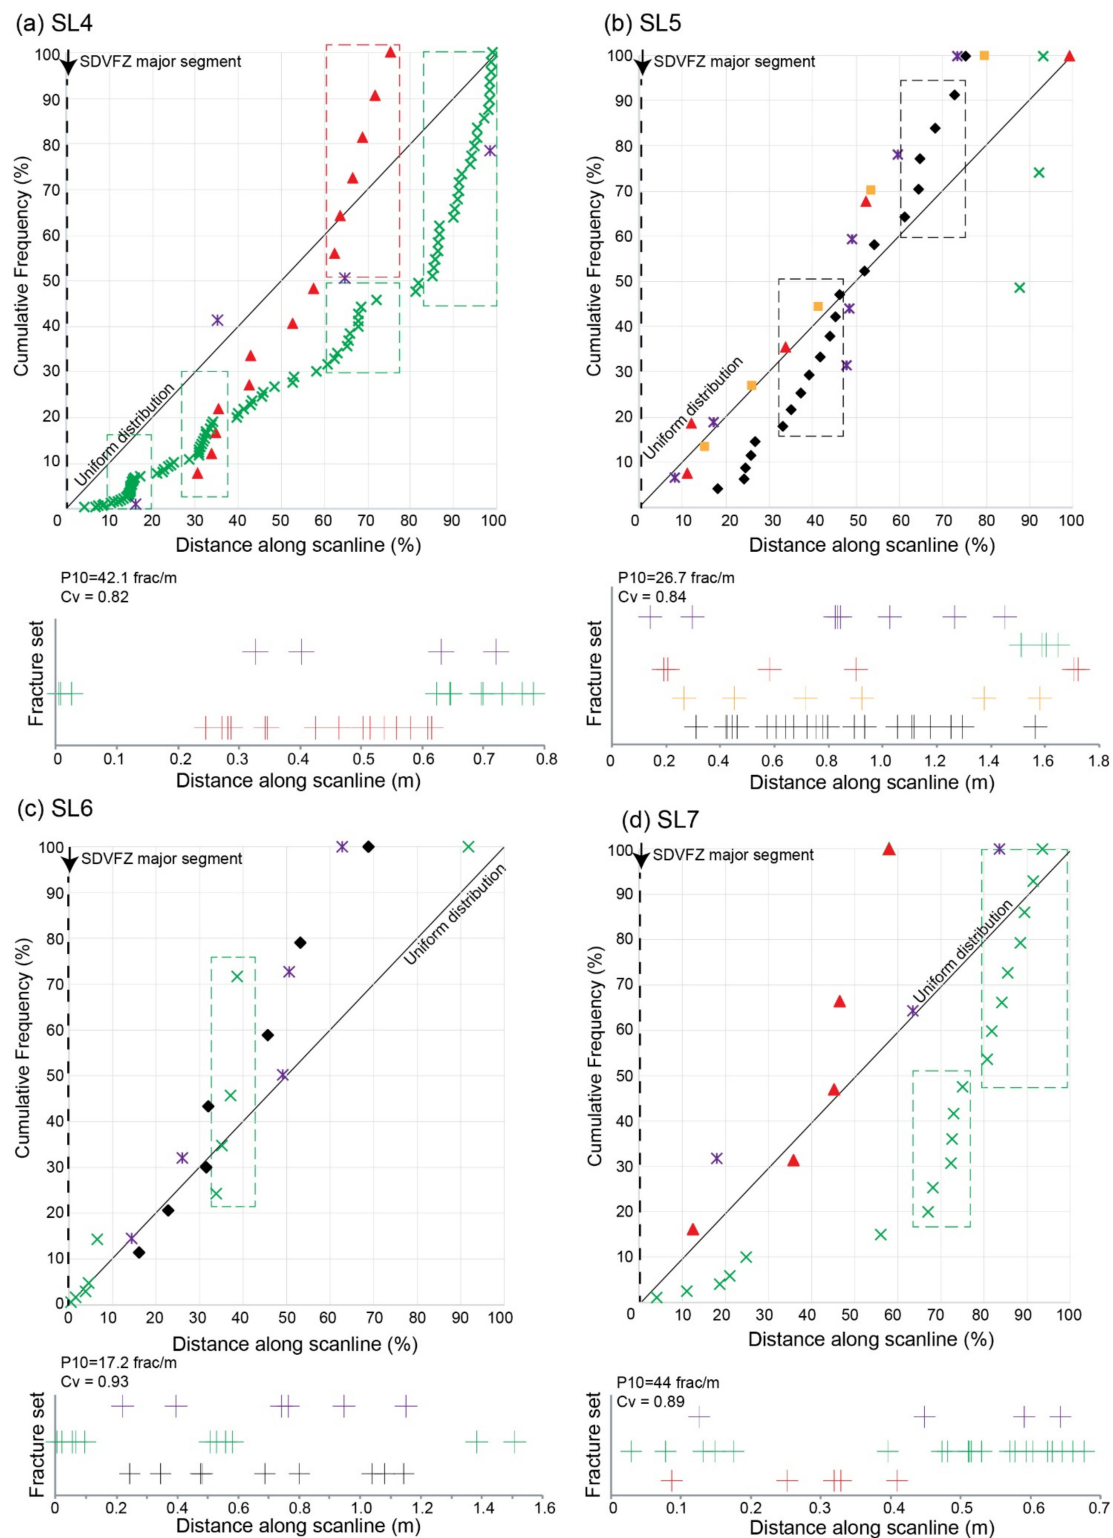 (a) SL4
SDVFZ major segment
Cumulative Frequency (%)
100
90
80
70
60
50
40
30
20
10
Uniform distribution
0 10 20 30 40 50 60 70 80 90 100
Distance along scanline (%)
P10=42.1 frac/m
Cv = 0.82
Fracture set
0 0.1 0.2 0.3 0.4 0.5 0.6 0.7 0.8
Distance along scanline (m)
(b) SL5
SDVFZ major segment
Cumulative Frequency (%)
100
90
80
70
60
50
40
30
20
10
Uniform distribution
0 10 20 30 40 50 60 70 80 90 100
Distance along scanline (%)
P10=26.7 frac/m
Cv = 0.84
Fracture set
0 0.2 0.4 0.6 0.8 1.0 1.2 1.4 1.6 1.8
Distance along scanline (m)
(c) SL6
SDVFZ major segment
Cumulative Frequency (%)
100
90
80
70
60
50
40
30
20
10
0
Uniform distribution
0 10 20 30 40 50 60 70 80 90 100
Distance along scanline (%)
P10=17.2 frac/m
Cv = 0.93
Fracture set
0 0.2 0.4 0.6 0.8 1.0 1.2 1.4 1.6
Distance along scanline (m)
(d) SL7
SDVFZ major segment
Cumulative Frequency (%)
100
90
80
70
60
50
40
30
20
10
Uniform distribution
0 10 20 30 40 50 60 70 80 90 100
Distance along scanline (%)
P10=44 frac/m
Cv = 0.89
Fracture set
0 0.1 0.2 0.3 0.4 0.5 0.6 0.7
Distance along scanline (m)